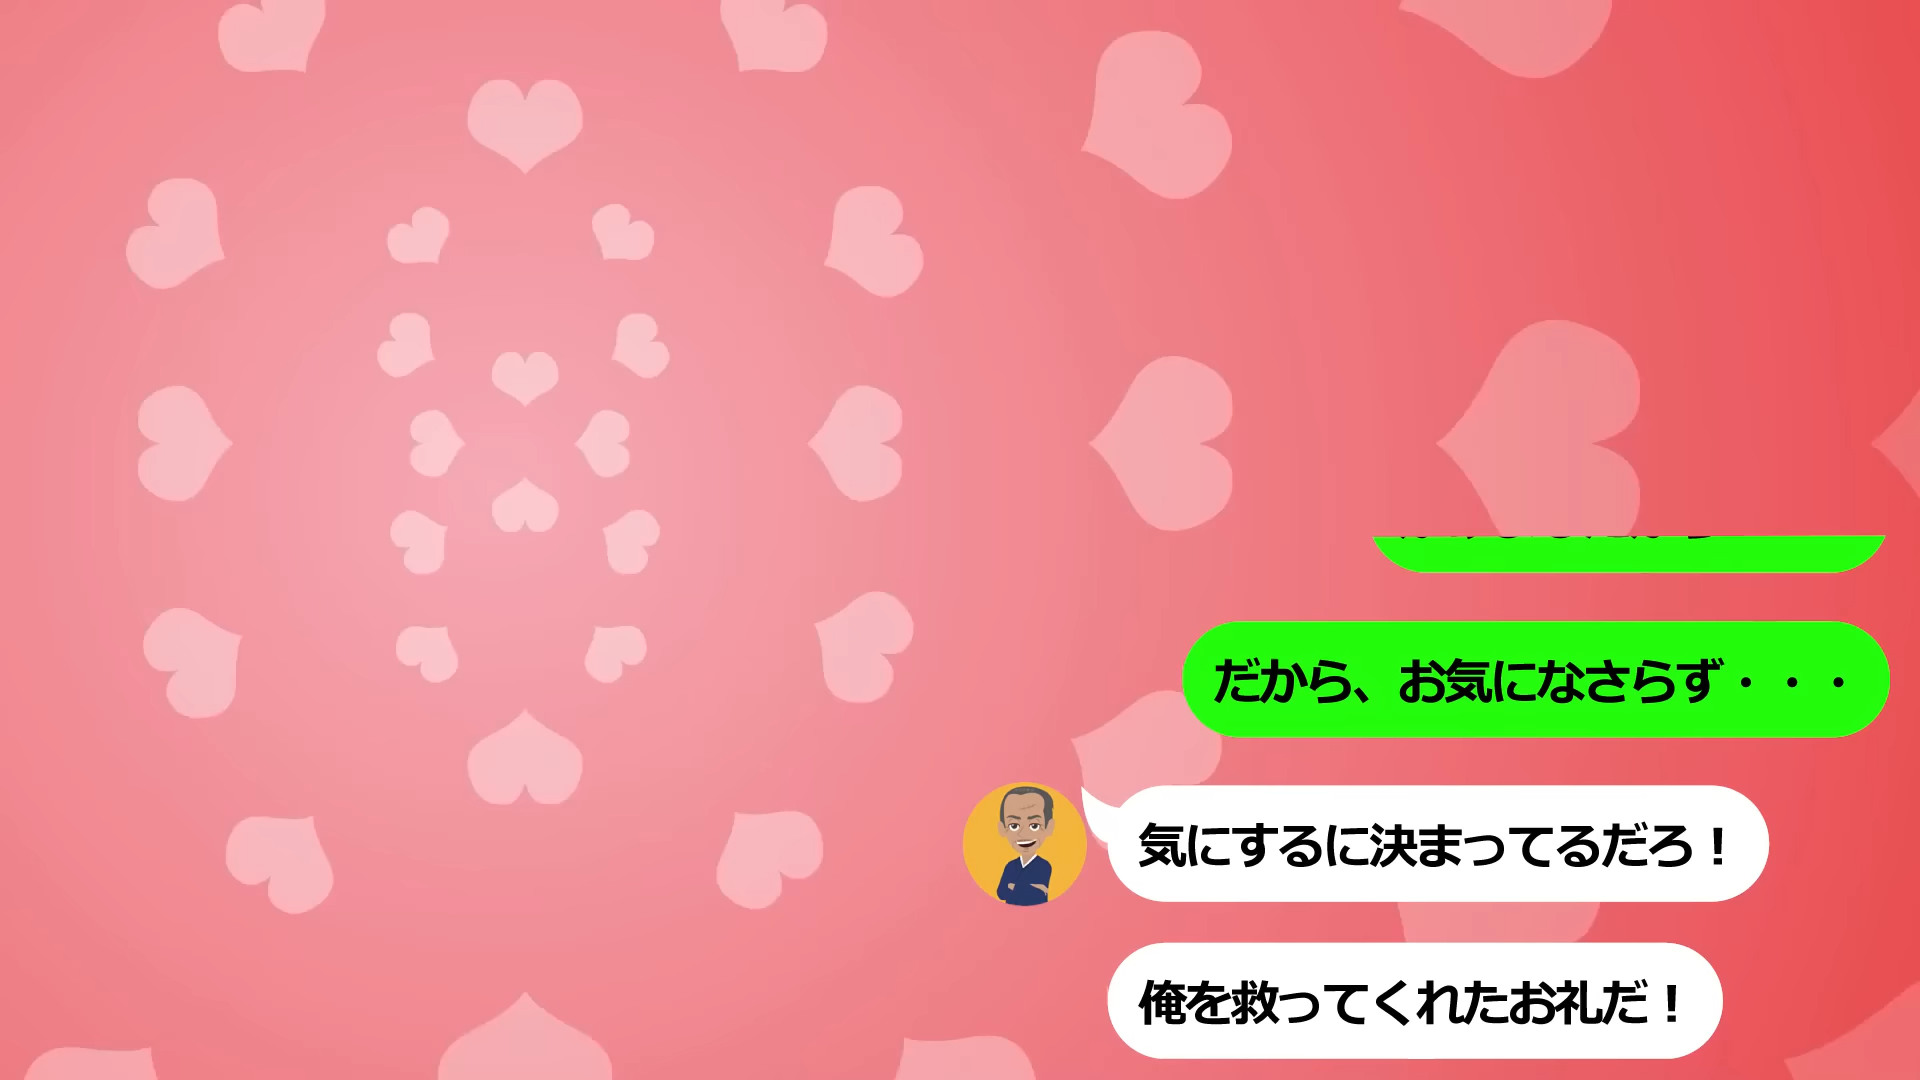 だから、お気になさらず・・・
気にするに決まってるだろ！
俺を救ってくれたお礼だ！